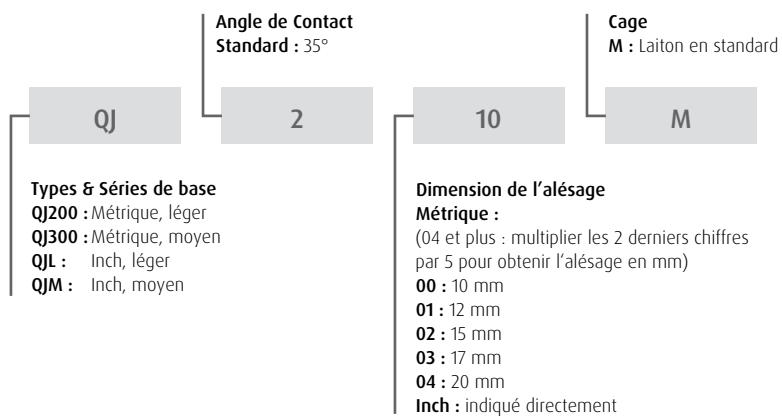 Angle de Contact
Standard : 35°
Cage
M : Laiton en standard
QJ
2
10
M
Types & Séries de base
QJ200 : Métrique, léger
QJ300 : Métrique, moyen
QJL : Inch, léger
QJM : Inch, moyen
Dimension de l'alésage
Métrique :
(04 et plus : multiplier les 2 derniers chiffres
par 5 pour obtenir l'alésage en mm)
00 : 10 mm
01 : 12 mm
02 : 15 mm
03 : 17 mm
04 : 20 mm
Inch : indiqué directement